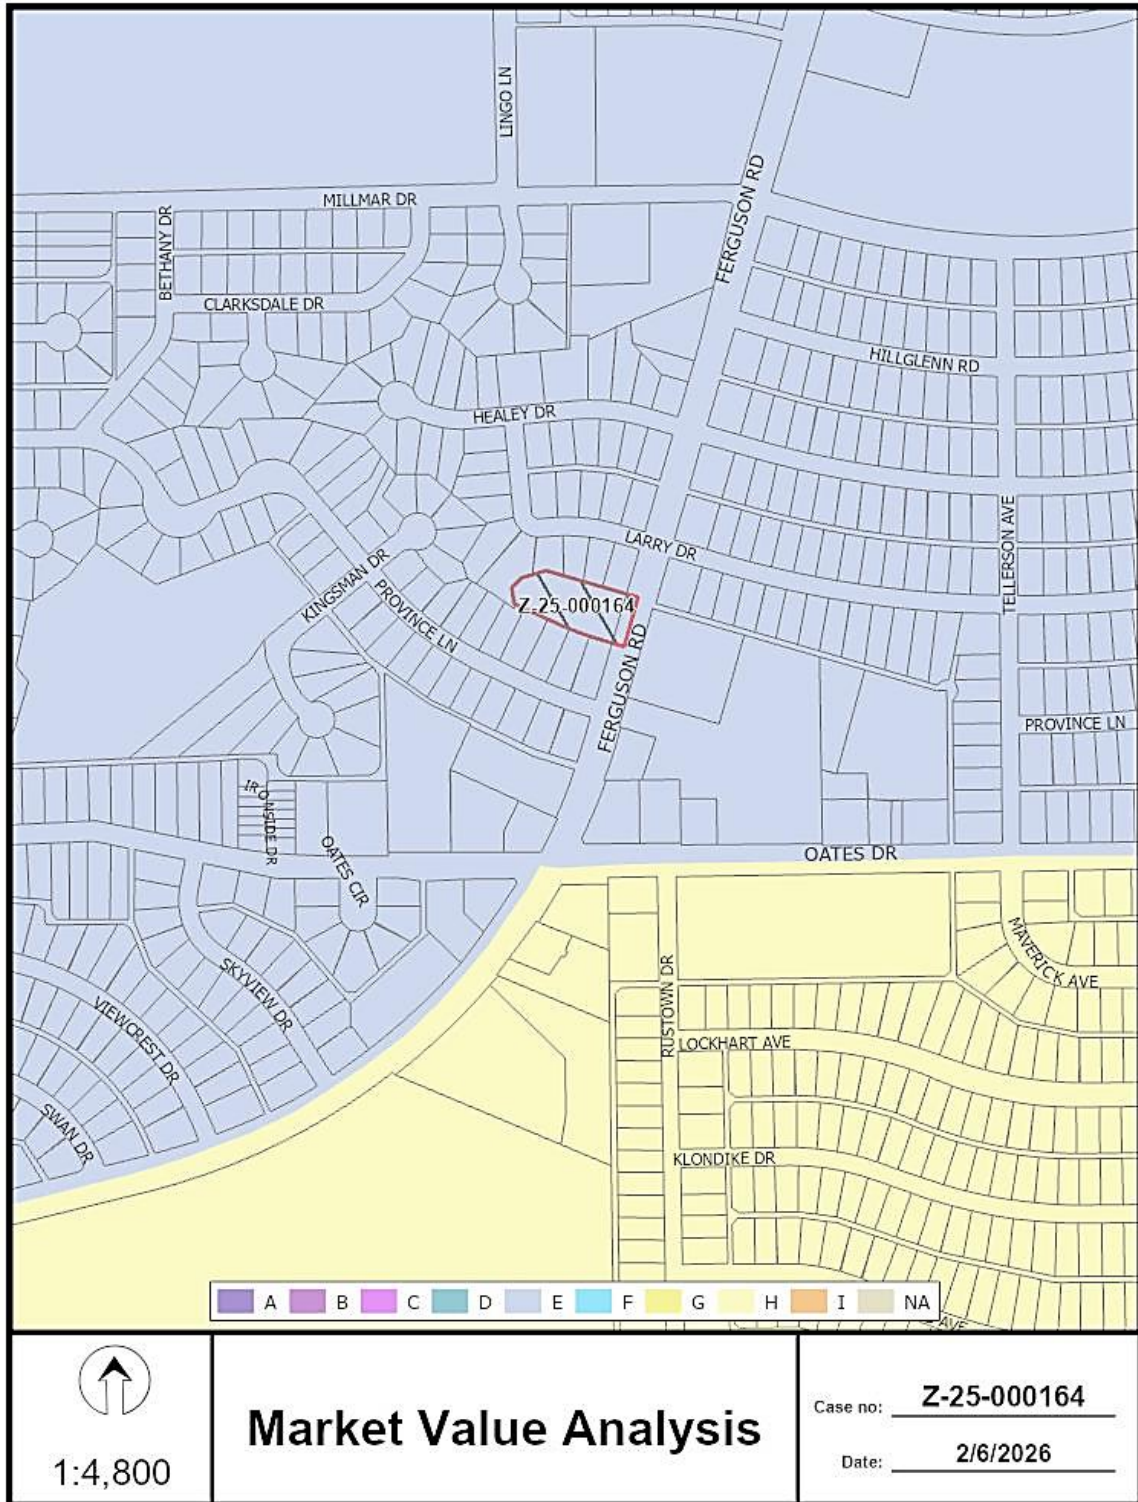 LINGO LN
MILLMAR DR
BETHANY DR
FERGUSON RD
CLARKSDALE DR
HILLGLENN RD
HEALEY DR
TELLERSON AVE
LARRY DR
KINGSMAN DR
PROVINCE LN
Z-25-000164
FERGUSON RD
PROVINCE LN
IRONSIDE DR
OATES CIR
OATES DR
MAVERICK AVE
SKYVIEW DR
RUSTOWN DR
VIEWCREST DR
LOCKHART AVE
SWAN DR
KLONDIKE DR
A B C D E F G H I NA
AVE
1:4,800
Market Value Analysis
Case no: Z-25-000164
Date: 2/6/2026